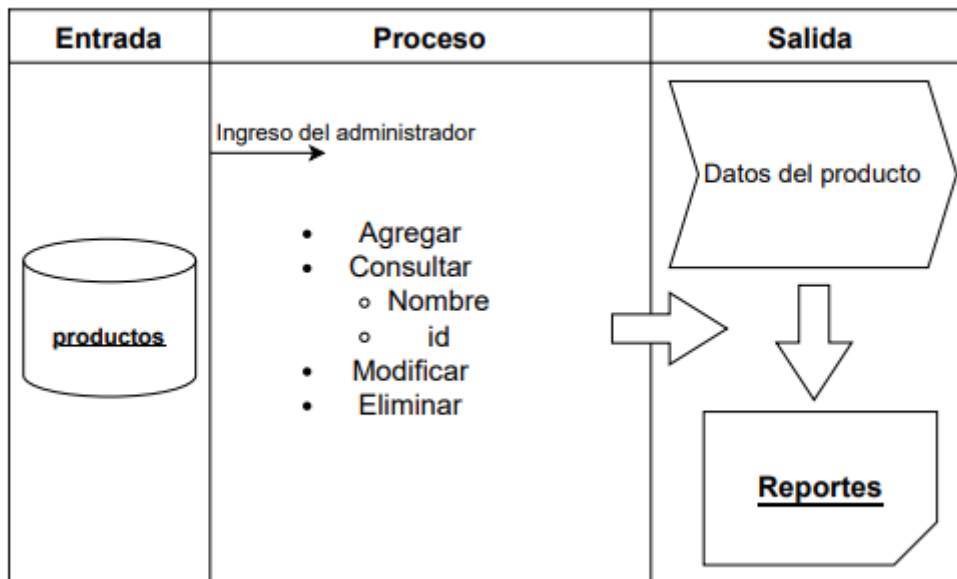 Entrada
Proceso
Salida
Ingreso del administrador
productos
• Agregar
• Consultar
○ Nombre
○ id
• Modificar
• Eliminar
Datos del producto
Reportes